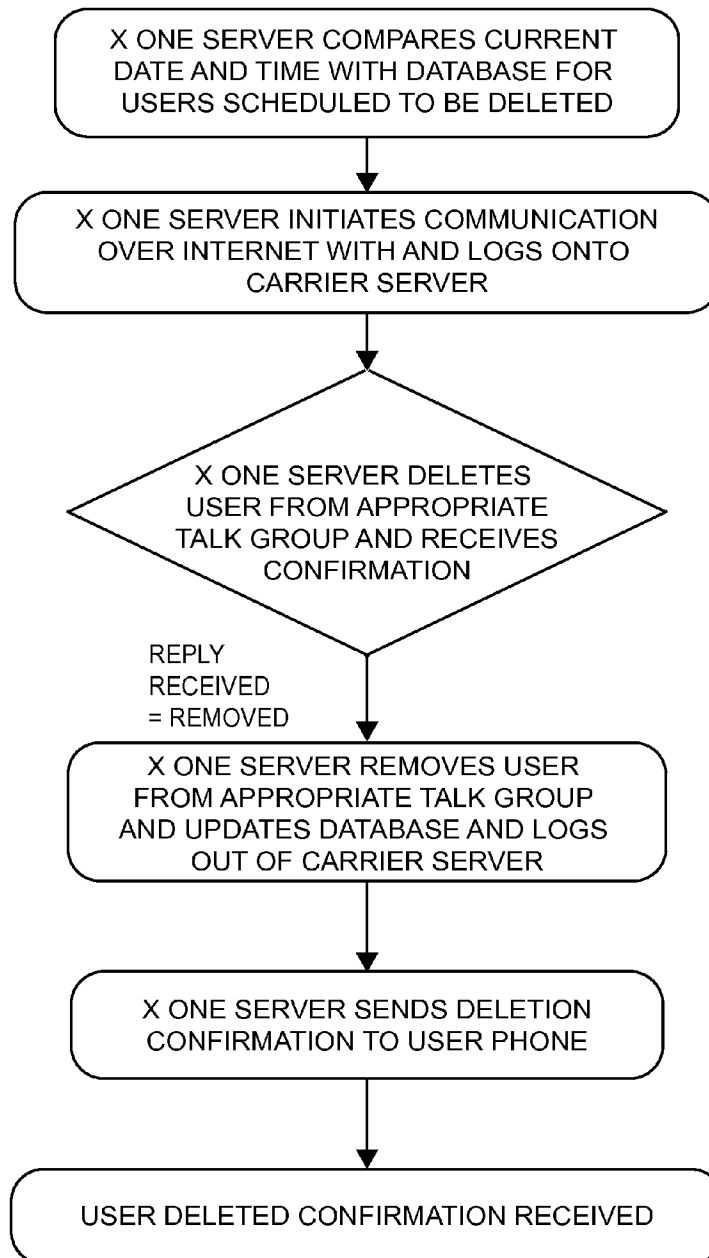 X ONE SERVER COMPARES CURRENT
DATE AND TIME WITH DATABASE FOR
USERS SCHEDULED TO BE DELETED
X ONE SERVER INITIATES COMMUNICATION
OVER INTERNET WITH AND LOGS ONTO
CARRIER SERVER
X ONE SERVER DELETES
USER FROM APPROPRIATE
TALK GROUP AND RECEIVES
CONFIRMATION
REPLY
RECEIVED
= REMOVED
X ONE SERVER REMOVES USER
FROM APPROPRIATE TALK GROUP
AND UPDATES DATABASE AND LOGS
OUT OF CARRIER SERVER
X ONE SERVER SENDS DELETION
CONFIRMATION TO USER PHONE
USER DELETED CONFIRMATION RECEIVED